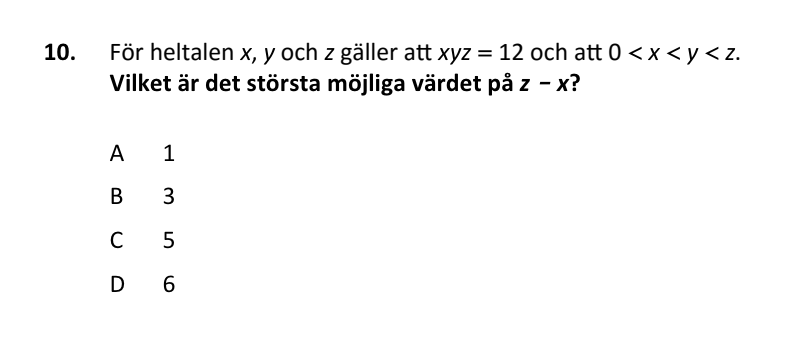 10. För heltalen x, y och z gäller att xyz = 12 och att 0 < x < y < z.
Vilket är det största möjliga värdet på z − x?
A 1
B 3
C 5
D 6